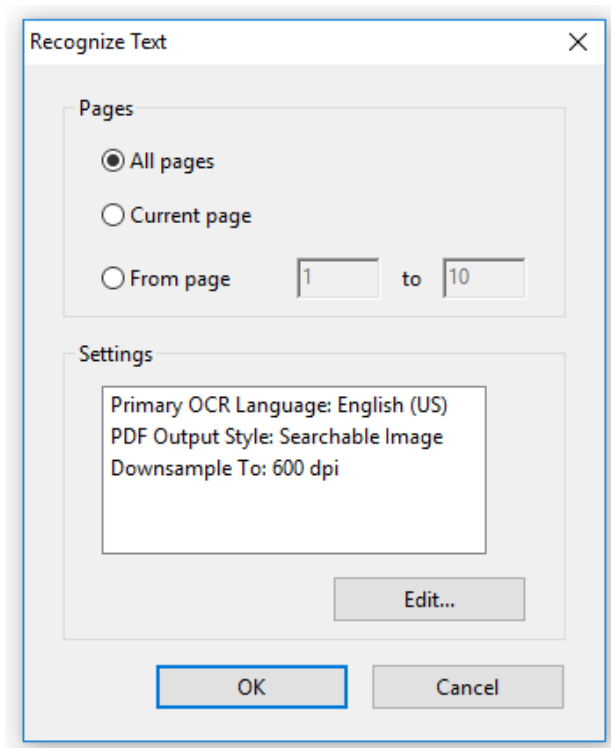 Recognize Text
Pages
All pages
Current page
From page 1 to 10
Settings
Primary OCR Language: English (US)
PDF Output Style: Searchable Image
Downsample To: 600 dpi
Edit...
OK Cancel